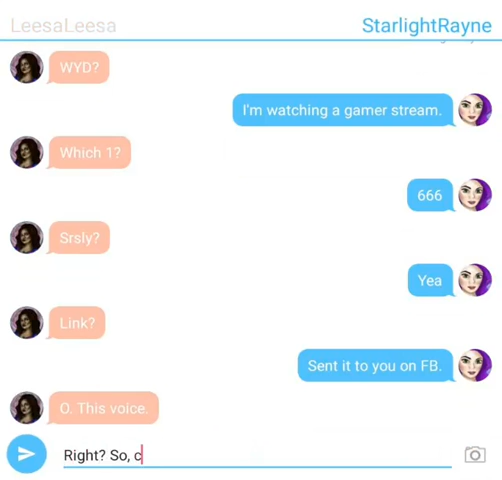 LeesaLeesa StarlightRayne
WYD?
I'm watching a gamer stream.
Which 1?
666
Srsly?
Yea
Link?
Sent it to you on FB.
O. This voice.
Right? So, c